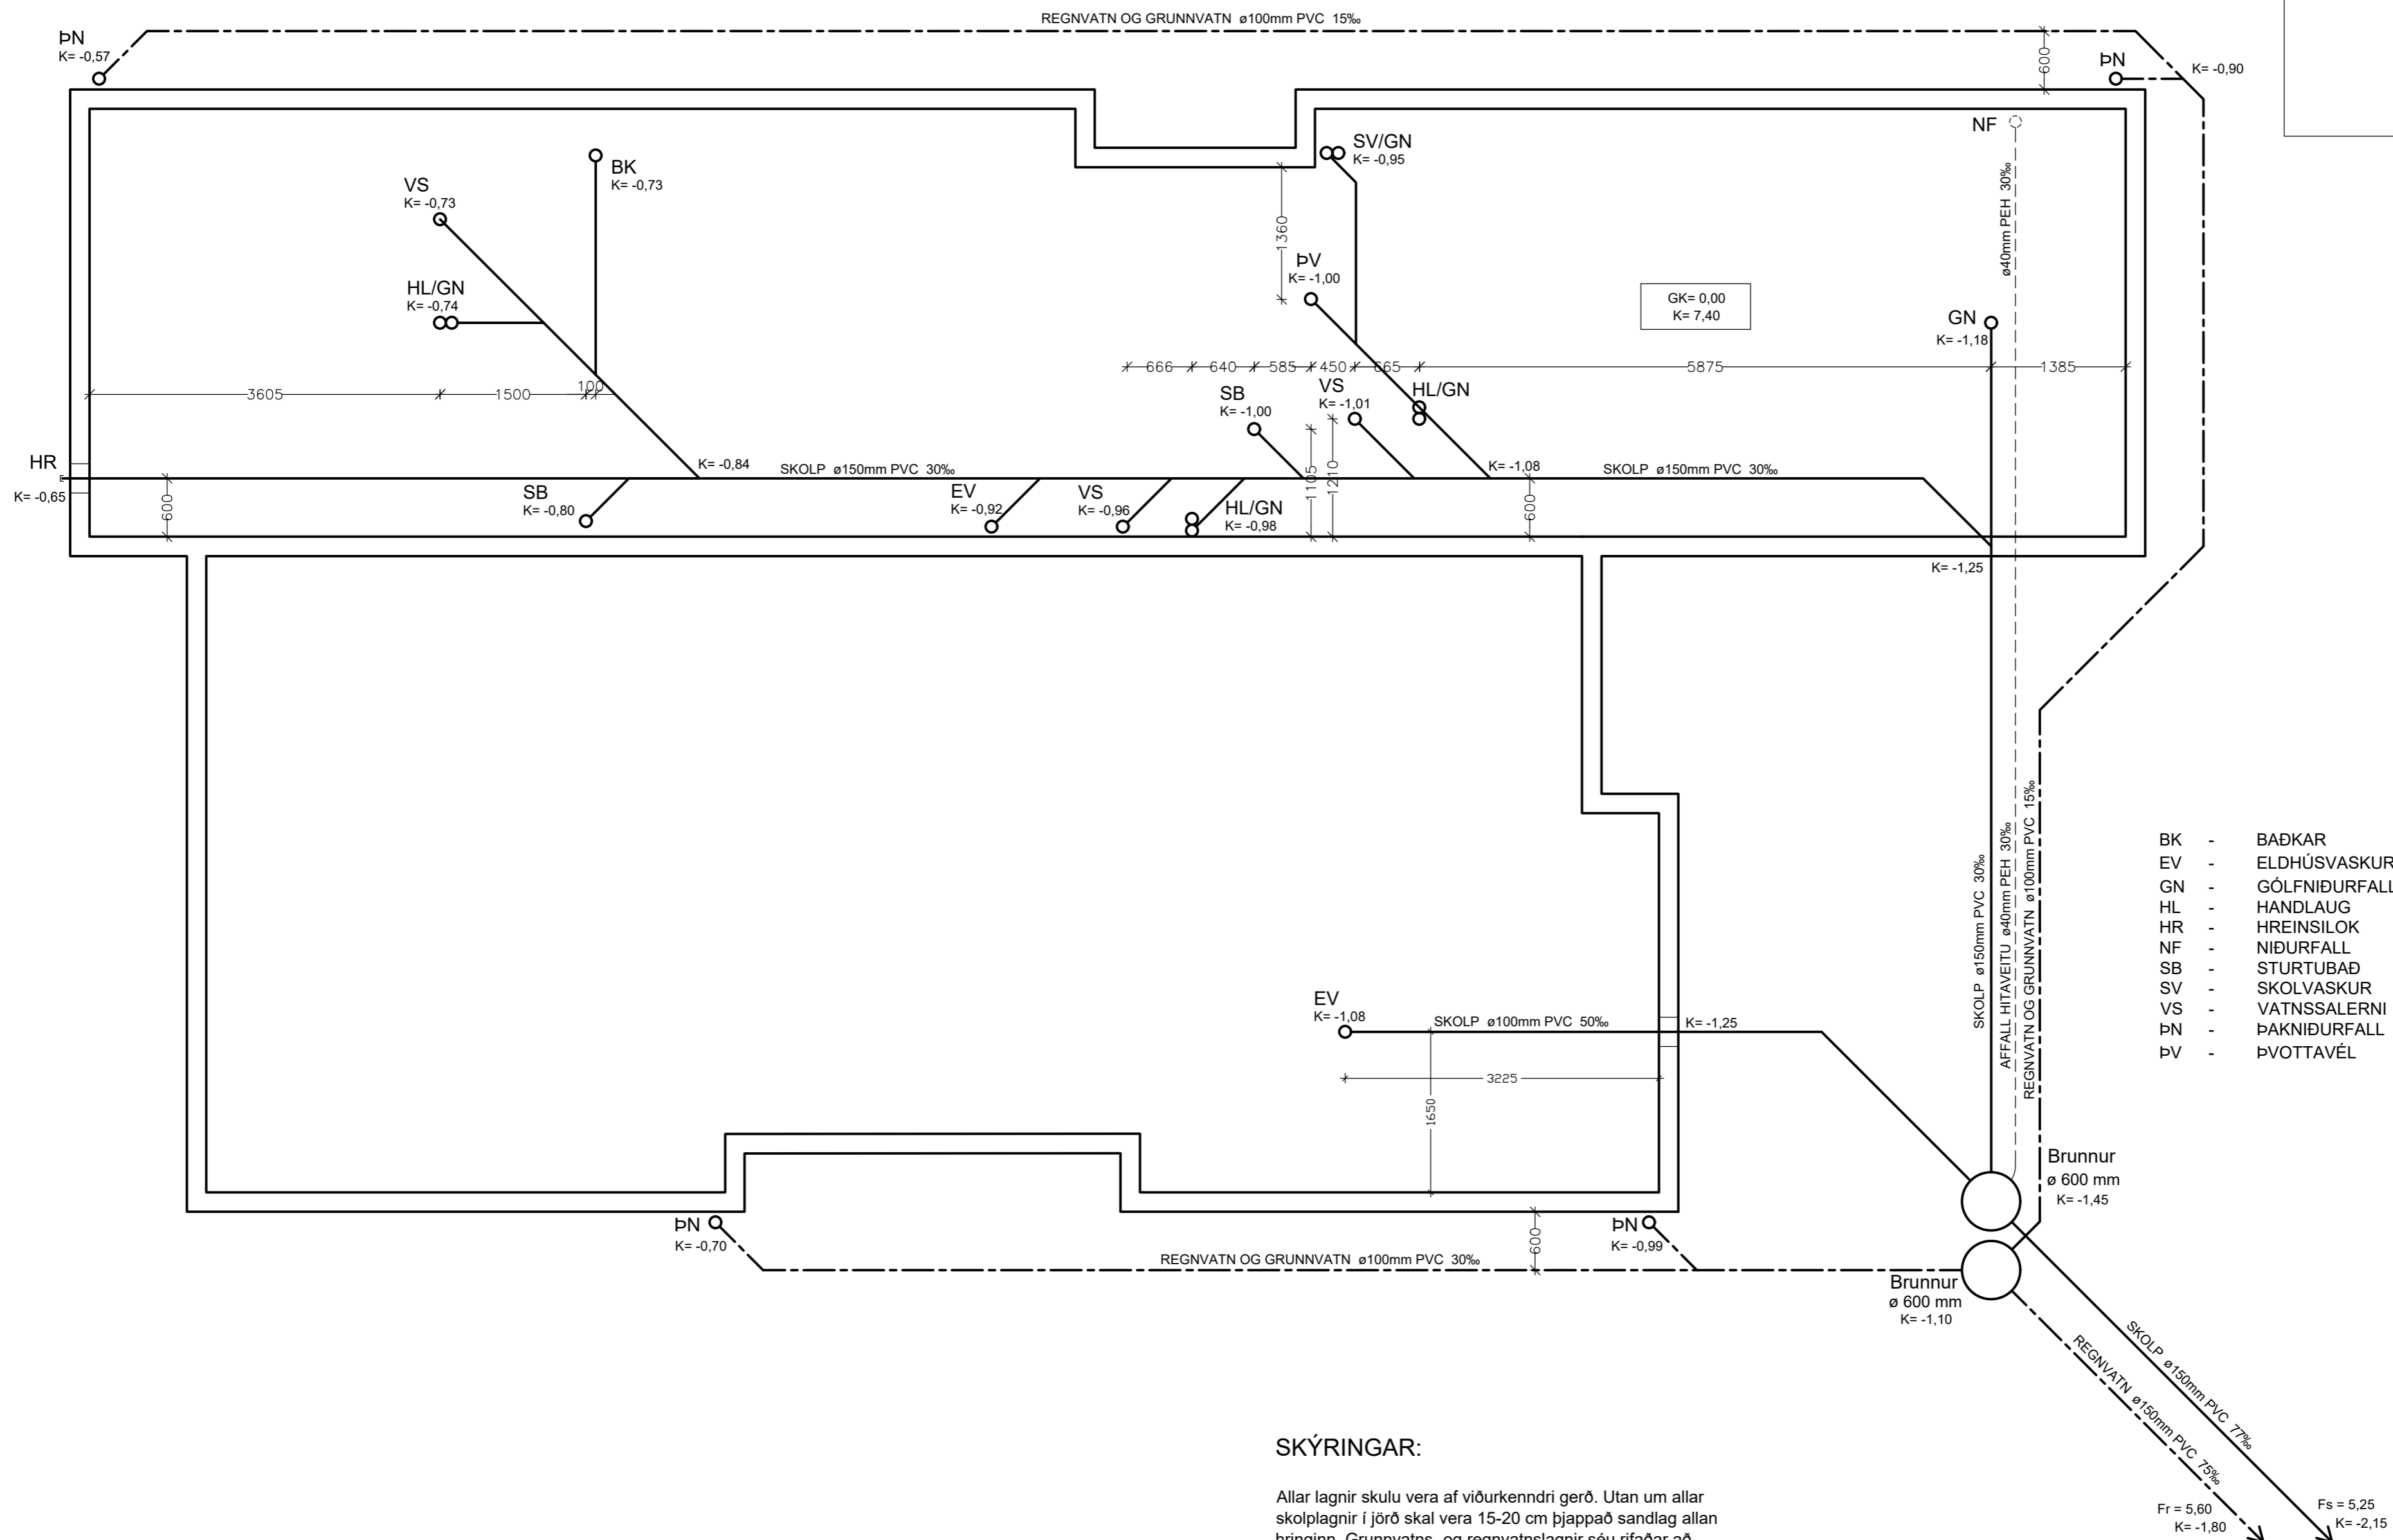 REGNVATN OG GRUNNVATN ø100mm PVC 15‰
ÞN
K= -0,57
600
ÞN
K= -0,90
NF
SV/GN
K= -0,95
BK
K= -0,73
VS
K= -0,73
ø40mm PEH 30‰
1360
ÞV
K= -1,00
HL/GN
K= -0,74
GK= 0,00
K= 7,40
GN
K= -1,18
666
640
585
450
665
5875
1385
3605
1500
100
SB
K= -1,00
VS
K= -1,01
HL/GN
HR
K= -0,65
K= -0,84
SKOLP ø150mm PVC 30‰
K= -1,08
SKOLP ø150mm PVC 30‰
600
SB
K= -0,80
EV
K= -0,92
VS
K= -0,96
HL/GN
K= -0,98
1105
1210
600
K= -1,25
SKOLP ø150mm PVC 30‰
AFFALL HITAVEITU ø40mm PEH 30‰
REGNVATN OG GRUNNVATN ø100mm PVC 15‰
BK - BAÐKAR
EV - ELDHÚSVASKUR
GN - GÓLFNIÐURFALL
HL - HANDLAUG
HR - HREINSILOK
NF - NIÐURFALL
SB - STURTUBAÐ
SV - SKOLVASKUR
VS - VATNSSALERNI
ÞN - ÞAKNIÐURFALL
ÞV - ÞVOTTAVÉL
EV
K= -1,08
SKOLP ø100mm PVC 50‰
K= -1,25
3225
1650
Brunnur
ø 600 mm
K= -1,45
ÞN
K= -0,70
REGNVATN OG GRUNNVATN ø100mm PVC 30‰
600
ÞN
K= -0,99
Brunnur
ø 600 mm
K= -1,10
SKOLP ø150mm PVC 77‰
REGNVATN ø150mm PVC 75‰
Fr = 5,60
K= -1,80
Fs = 5,25
K= -2,15
SKÝRINGAR:
Allar lagnir skulu vera af viðurkenndri gerð. Utan um allar
skolplagnir í jörð skal vera 15-20 cm þjappað sandlag allan
hringinn. Grunnvatns- og regnvatnslagnir séu rifaðar að